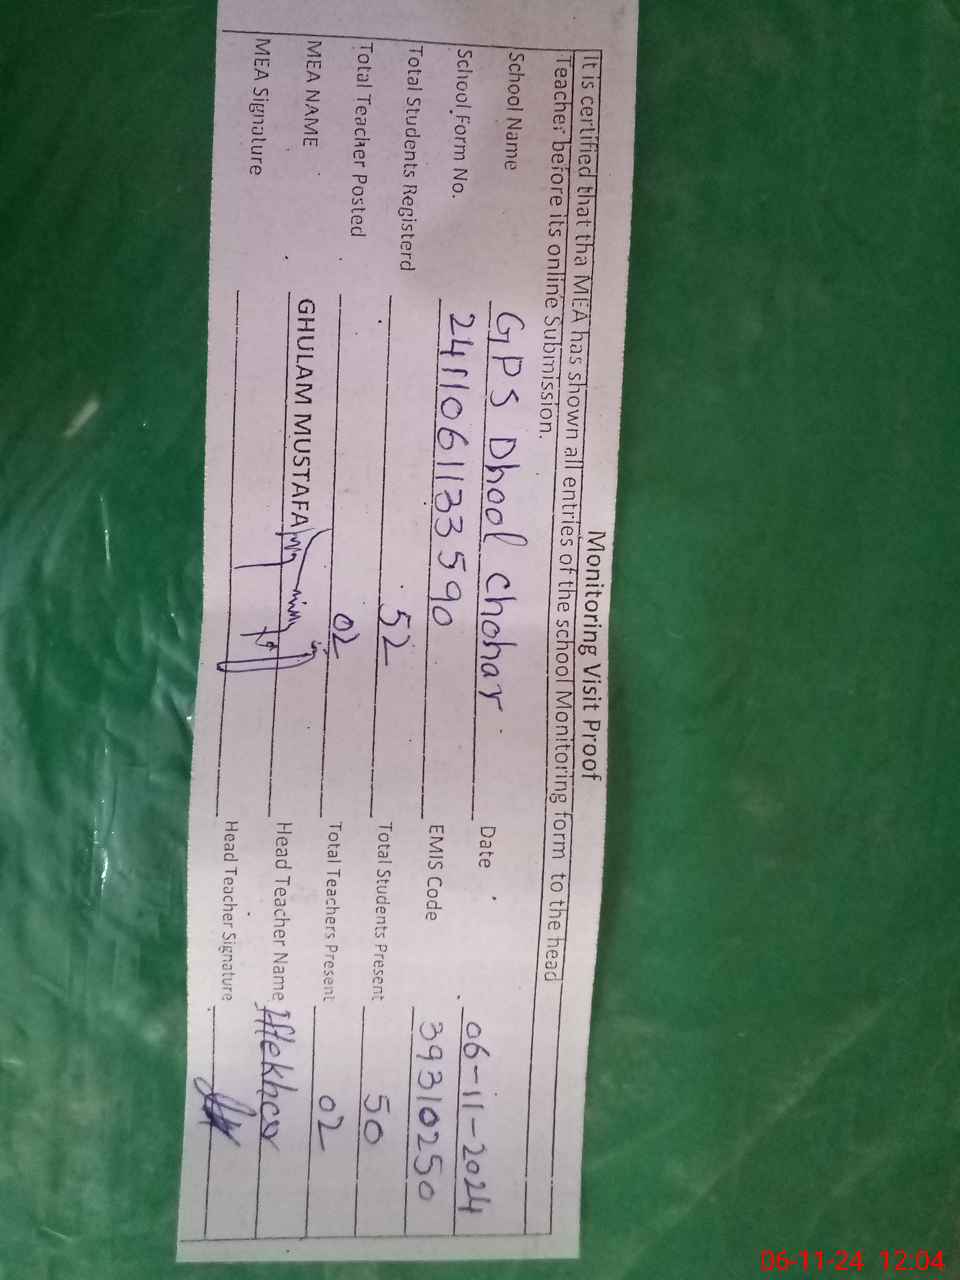 Monitoring Visit Proof
It is certified that tha MEA has shown all entries of the school Monitoring form to the head
Teacher before its online Submission.
School Name GPS Dhool chohar Date 06-11-2024
School Form No. EMIS Code 39310250
Total Students Registerd 52 Total Students Present 50
Total Teacher Posted 02 Total Teachers Present 02
MEA NAME GHULAM MUSTAFA Head Teacher Name
MEA Signature Head Teacher Signature
06-11-24 12:04